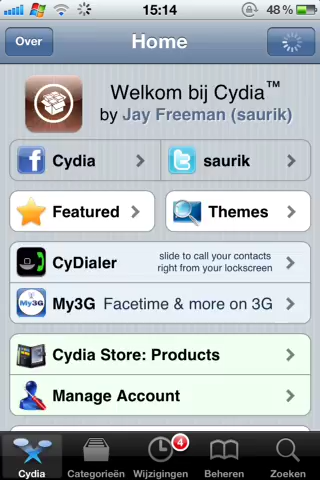 15:14 48%
Over Home
Welkom bij Cydia™
by Jay Freeman (saurik)
Cydia saurik
Featured Themes
CyDialer slide to call your contacts
right from your lockscreen
My3G My3G Facetime & more on 3G
Cydia Store: Products
Manage Account
4
Cydia Categorieën Wijzigingen Beheren Zoeken